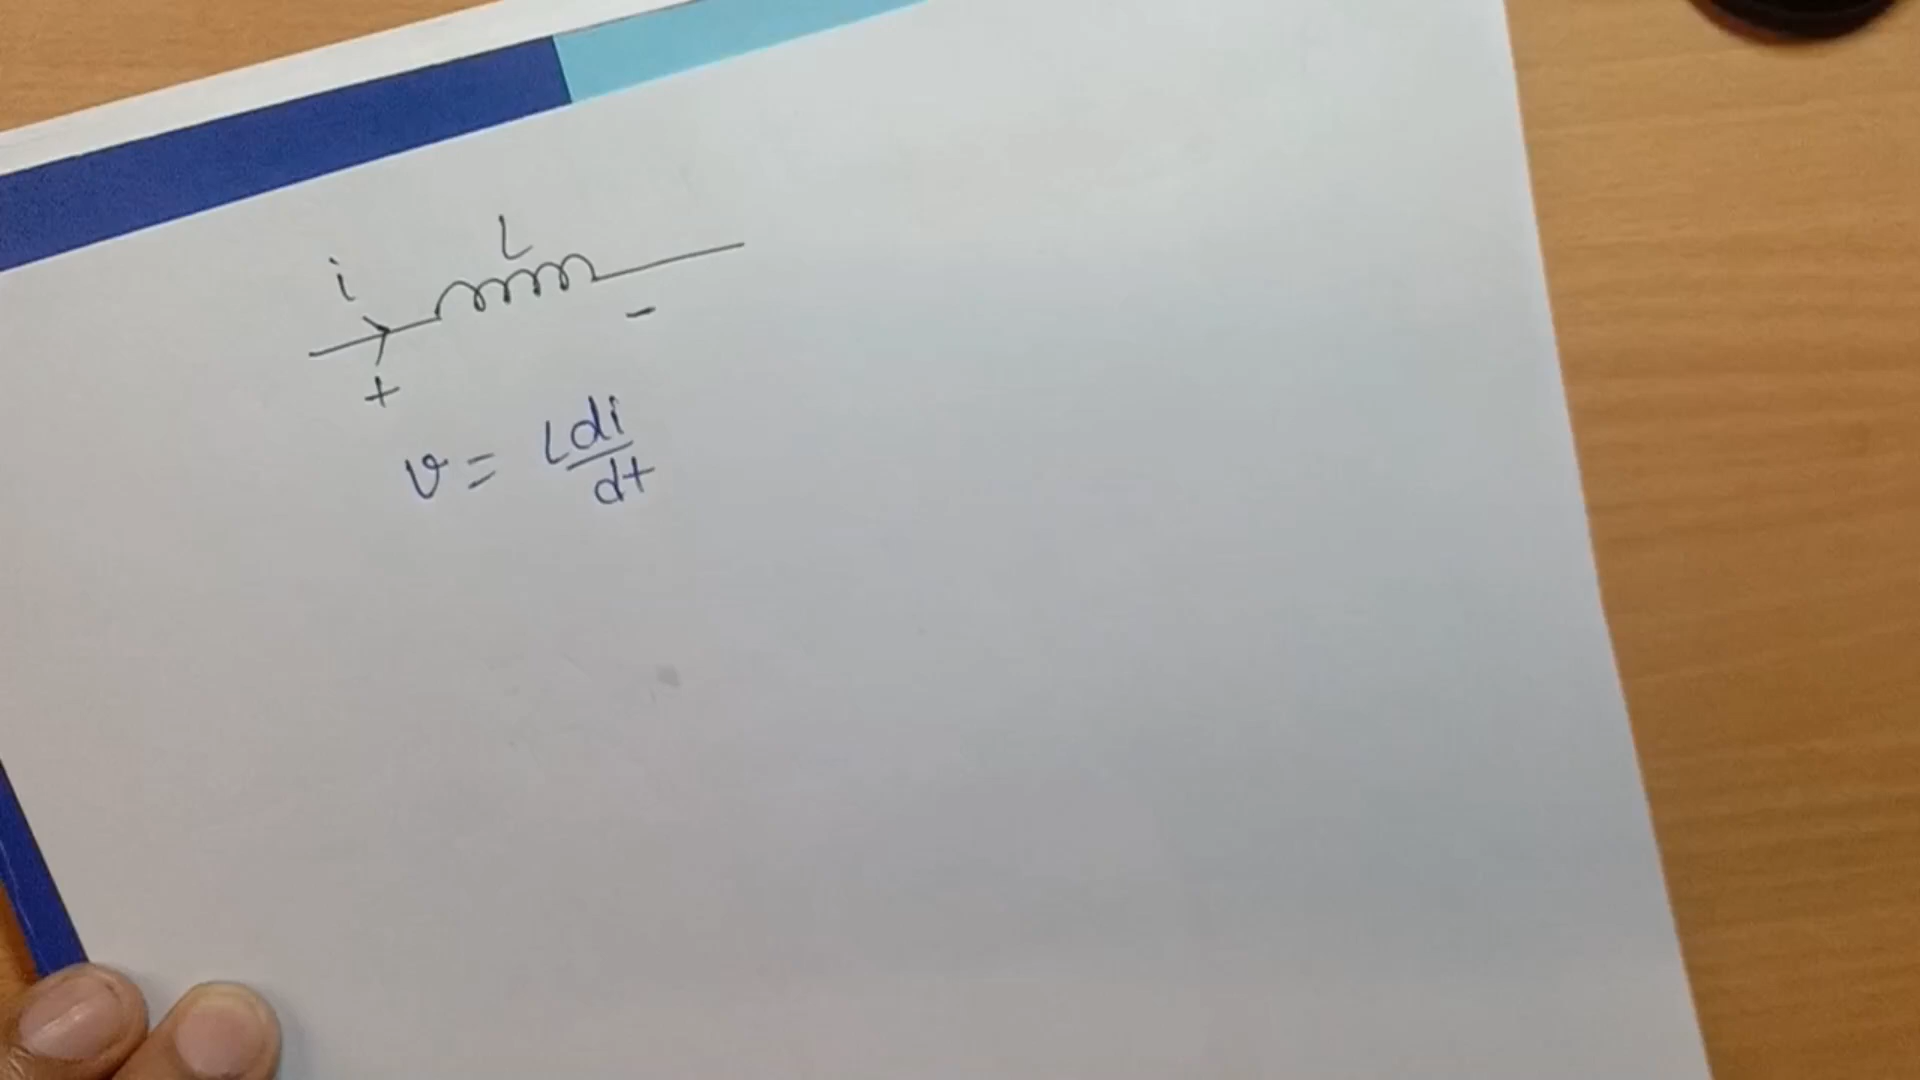 i L
+ -
v = L di/dt